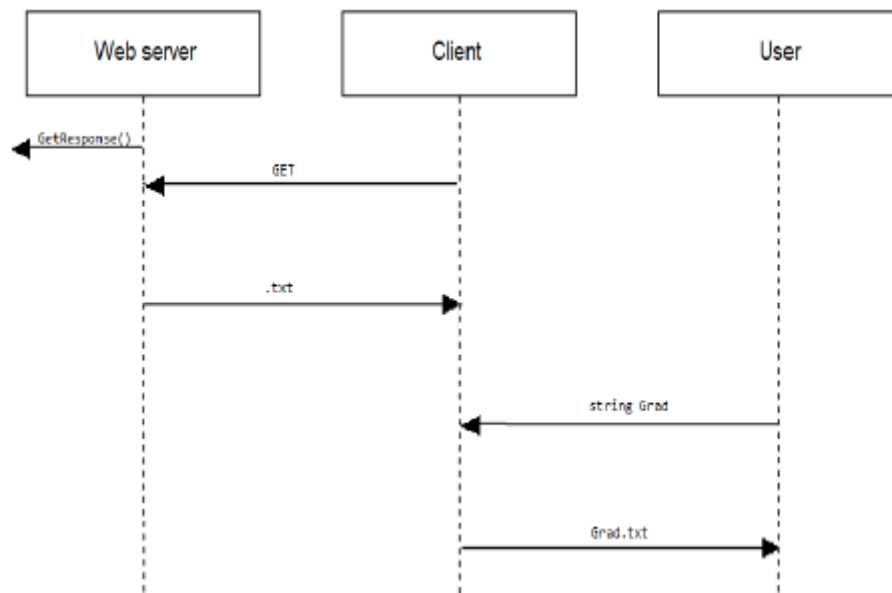 Web server
Client
User
GetResponse()
GET
.txt
string Grad
Grad.txt